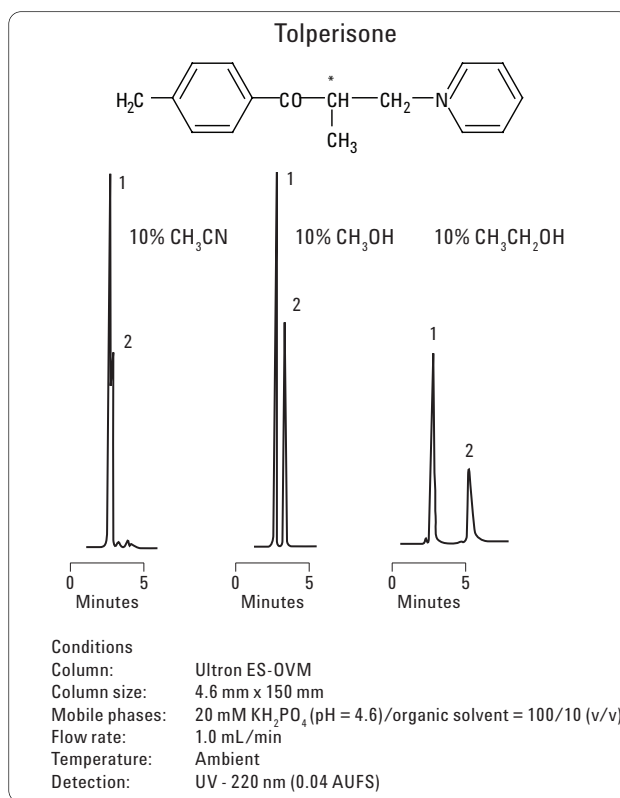 Tolperisone
*
H₂C CO CH CH₂ N
CH₃
1
2
10% CH₃CN
1
2
10% CH₃OH
10% CH₃CH₂OH
1
2
0 5
Minutes
0 5
Minutes
0 5
Minutes
Conditions
Column: Ultron ES-OVM
Column size: 4.6 mm x 150 mm
Mobile phases: 20 mM KH₂PO₄ (pH = 4.6)/organic solvent = 100/10 (v/v)
Flow rate: 1.0 mL/min
Temperature: Ambient
Detection: UV - 220 nm (0.04 AUFS)